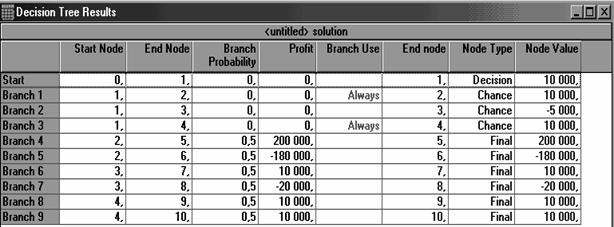 Decision Tree Results
<untitled> solution
Start Node End Node Branch Probability Profit Branch Use End node Node Type Node Value
Start 0, 1, 0, 0, 1, Decision 10 000,
Branch 1 1, 2, 0, 0, Always 2, Chance 10 000,
Branch 2 1, 3, 0, 0, 3, Chance -5 000,
Branch 3 1, 4, 0, 0, Always 4, Chance 10 000,
Branch 4 2, 5, 0,5 200 000, 5, Final 200 000,
Branch 5 2, 6, 0,5 -180 000, 6, Final -180 000,
Branch 6 3, 7, 0,5 10 000, 7, Final 10 000,
Branch 7 3, 8, 0,5 -20 000, 8, Final -20 000,
Branch 8 4, 9, 0,5 10 000, 9, Final 10 000,
Branch 9 4, 10, 0,5 10 000, 10, Final 10 000,